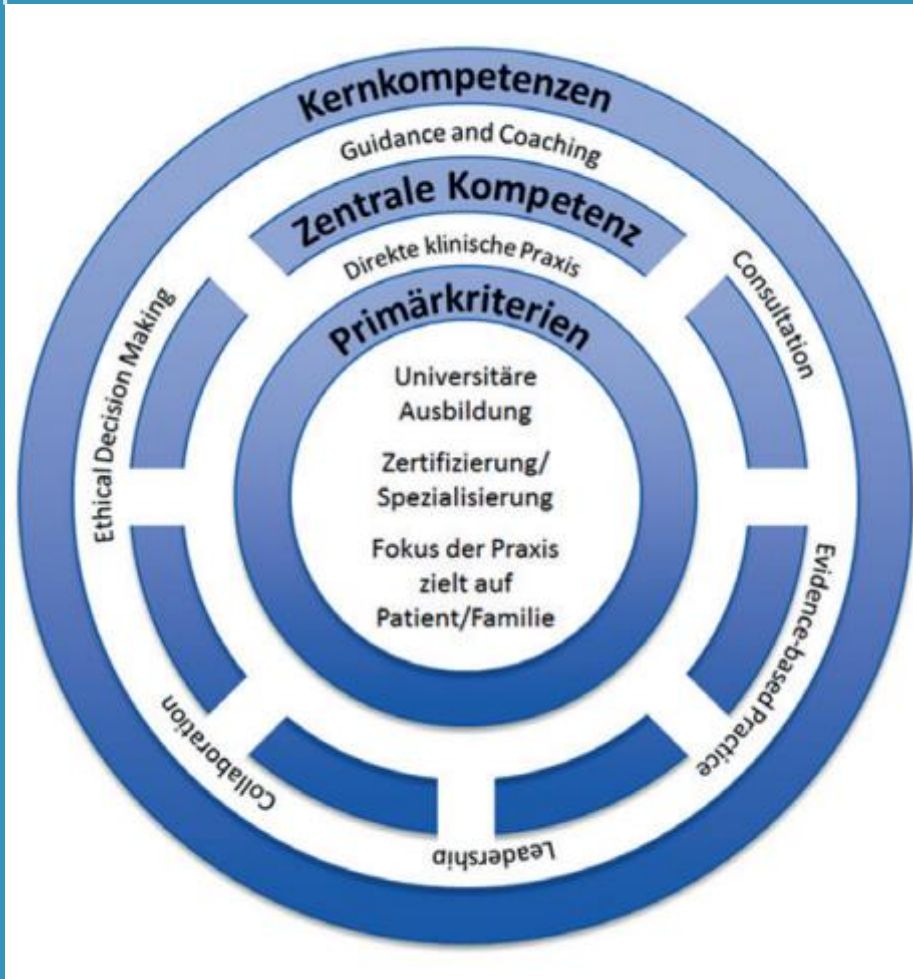 Kernkompetenzen
Guidance and Coaching
Zentrale Kompetenz
Direkte klinische Praxis
Primärkriterien
Universitäre
Ausbildung
Zertifizierung/
Spezialisierung
Fokus der Praxis
zielt auf
Patient/Familie
Consultation
Evidence-based Practice
Leadership
Collaboration
Ethical Decision Making